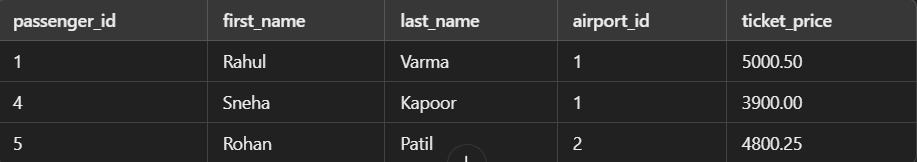 passenger_id first_name last_name airport_id ticket_price
1 Rahul Varma 1 5000.50
4 Sneha Kapoor 1 3900.00
5 Rohan Patil 2 4800.25